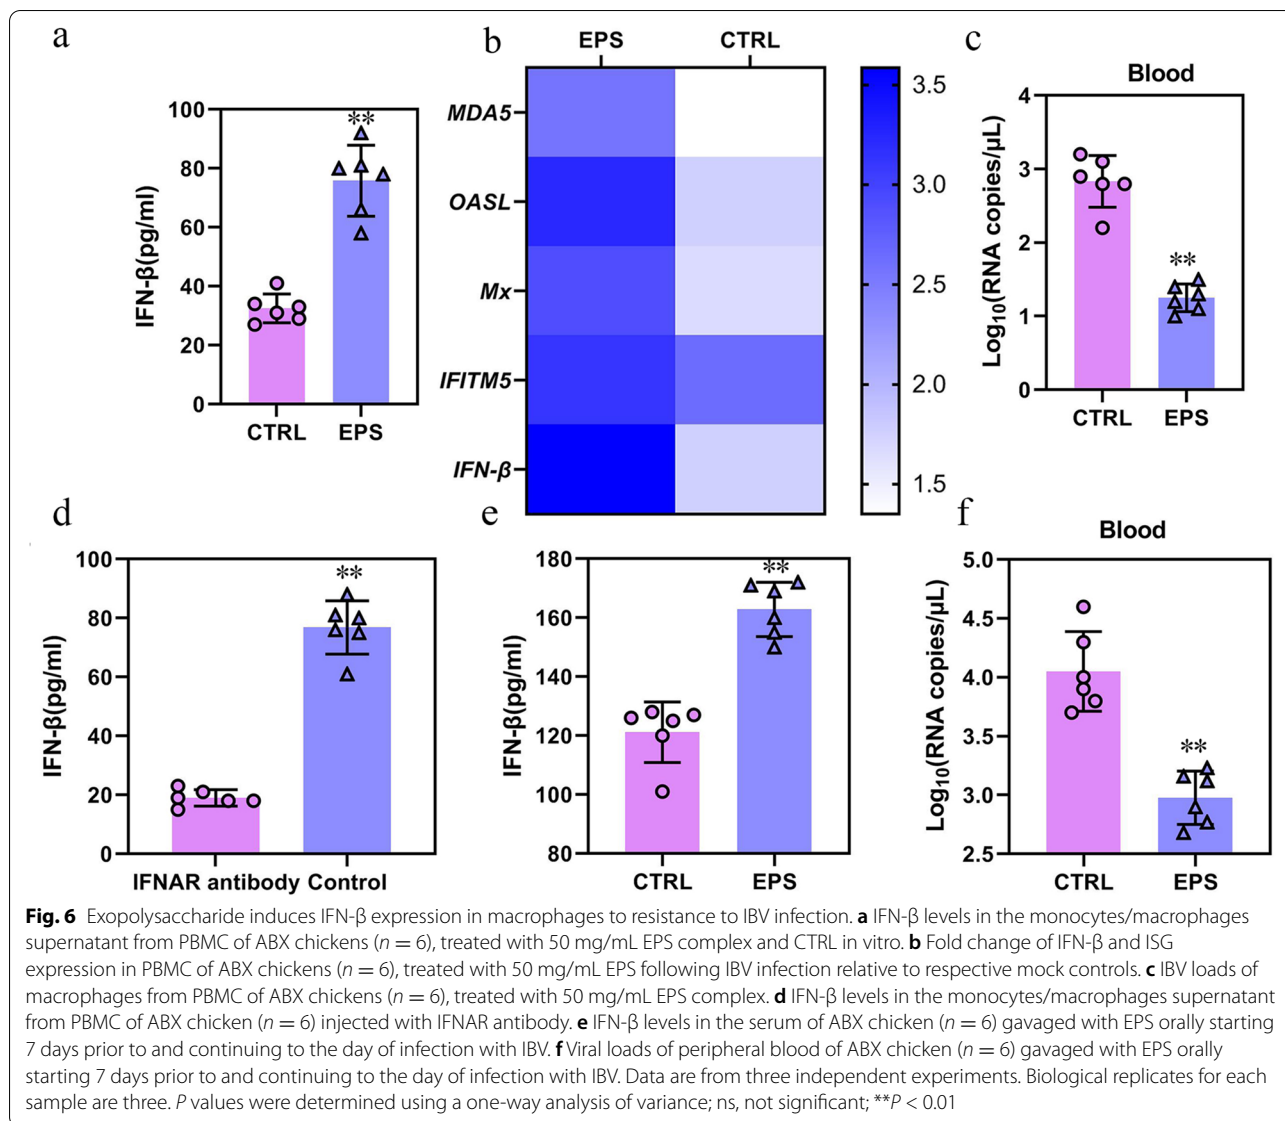 a
b
c
EPS CTRL
Blood
IFN-β(pg/ml)
100
80
60
40
20
0
**
CTRL EPS
MDA5
OASL
Mx
IFITM5
IFN-β
3.5
3.0
2.5
2.0
1.5
Log10(RNA copies/µL)
4
3
2
1
0
**
CTRL EPS
d
e
f
IFN-β(pg/ml)
100
80
60
40
20
0
**
IFNAR antibody Control
IFN-β(pg/ml)
180
160
140
120
100
80
**
CTRL EPS
Blood
Log10(RNA copies/µL)
5.0
4.5
4.0
3.5
3.0
2.5
**
CTRL EPS
Fig. 6 Exopolysaccharide induces IFN-β expression in macrophages to resistance to IBV infection. a IFN-β levels in the monocytes/macrophages
supernatant from PBMC of ABX chickens (n = 6), treated with 50 mg/mL EPS complex and CTRL in vitro. b Fold change of IFN-β and ISG
expression in PBMC of ABX chickens (n = 6), treated with 50 mg/mL EPS following IBV infection relative to respective mock controls. c IBV loads of
macrophages from PBMC of ABX chickens (n = 6), treated with 50 mg/mL EPS complex. d IFN-β levels in the monocytes/macrophages supernatant
from PBMC of ABX chicken (n = 6) injected with IFNAR antibody. e IFN-β levels in the serum of ABX chicken (n = 6) gavaged with EPS orally starting
7 days prior to and continuing to the day of infection with IBV. f Viral loads of peripheral blood of ABX chicken (n = 6) gavaged with EPS orally
starting 7 days prior to and continuing to the day of infection with IBV. Data are from three independent experiments. Biological replicates for each
sample are three. P values were determined using a one-way analysis of variance; ns, not significant; **P < 0.01